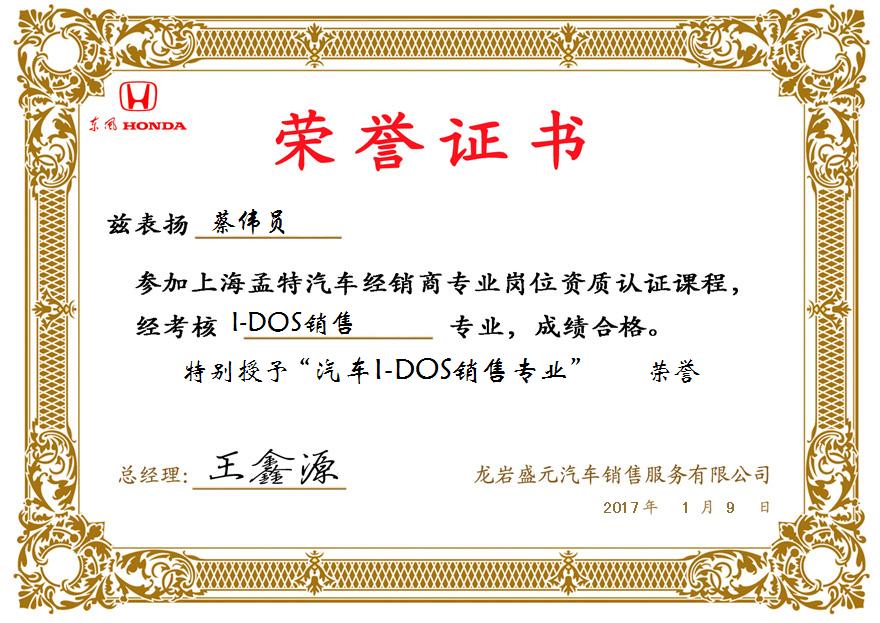 东风 HONDA
荣誉证书
兹表扬 蔡伟员
参加上海孟特汽车经销商专业岗位资质认证课程，
经考核 I-DOS销售 专业，成绩合格。
特别授予“汽车I-DOS销售专业” 荣誉
总经理: 王鑫源
龙岩盛元汽车销售服务有限公司
2017年 1月 9 日